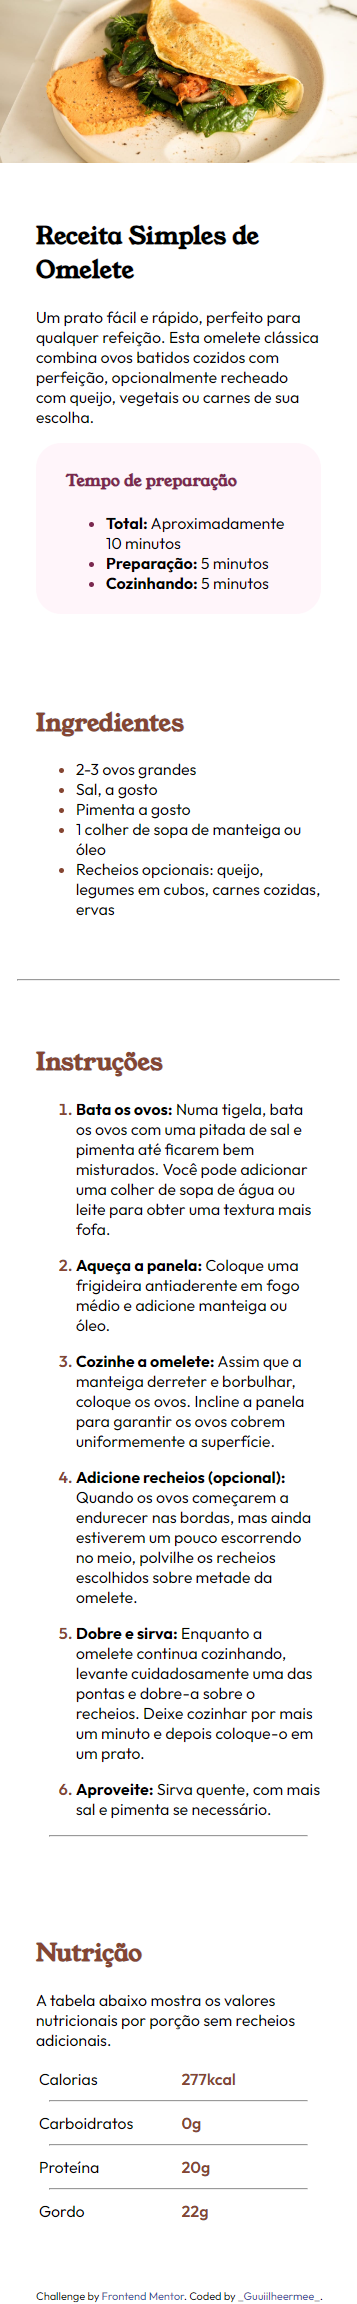 Receita Simples de
Omelete
Um prato fácil e rápido, perfeito para
qualquer refeição. Esta omelete clássica
combina ovos batidos cozidos com
perfeição, opcionalmente recheado
com queijo, vegetais ou carnes de sua
escolha.
Tempo de preparação
• Total: Aproximadamente
10 minutos
• Preparação: 5 minutos
• Cozinhando: 5 minutos
Ingredientes
• 2-3 ovos grandes
• Sal, a gosto
• Pimenta a gosto
• 1 colher de sopa de manteiga ou
óleo
• Recheios opcionais: queijo,
legumes em cubos, carnes cozidas,
ervas
Instruções
1. Bata os ovos: Numa tigela, bata
os ovos com uma pitada de sal e
pimenta até ficarem bem
misturados. Você pode adicionar
uma colher de sopa de água ou
leite para obter uma textura mais
fofa.
2. Aqueça a panela: Coloque uma
frigideira antiaderente em fogo
médio e adicione manteiga ou
óleo.
3. Cozinhe a omelete: Assim que a
manteiga derreter e borbulhar,
coloque os ovos. Incline a panela
para garantir os ovos cobrem
uniformemente a superfície.
4. Adicione recheios (opcional):
Quando os ovos começarem a
endurecer nas bordas, mas ainda
estiverem um pouco escorrendo
no meio, polvilhe os recheios
escolhidos sobre metade da
omelete.
5. Dobre e sirva: Enquanto a
omelete continua cozinhando,
levante cuidadosamente uma das
pontas e dobre-a sobre o
recheios. Deixe cozinhar por mais
um minuto e depois coloque-o em
um prato.
6. Aproveite: Sirva quente, com mais
sal e pimenta se necessário.
Nutrição
A tabela abaixo mostra os valores
nutricionais por porção sem recheios
adicionais.
Calorias 277kcal
Carboidratos 0g
Proteína 20g
Gordo 22g
Challenge by Frontend Mentor. Coded by _Guuiilheermee_.